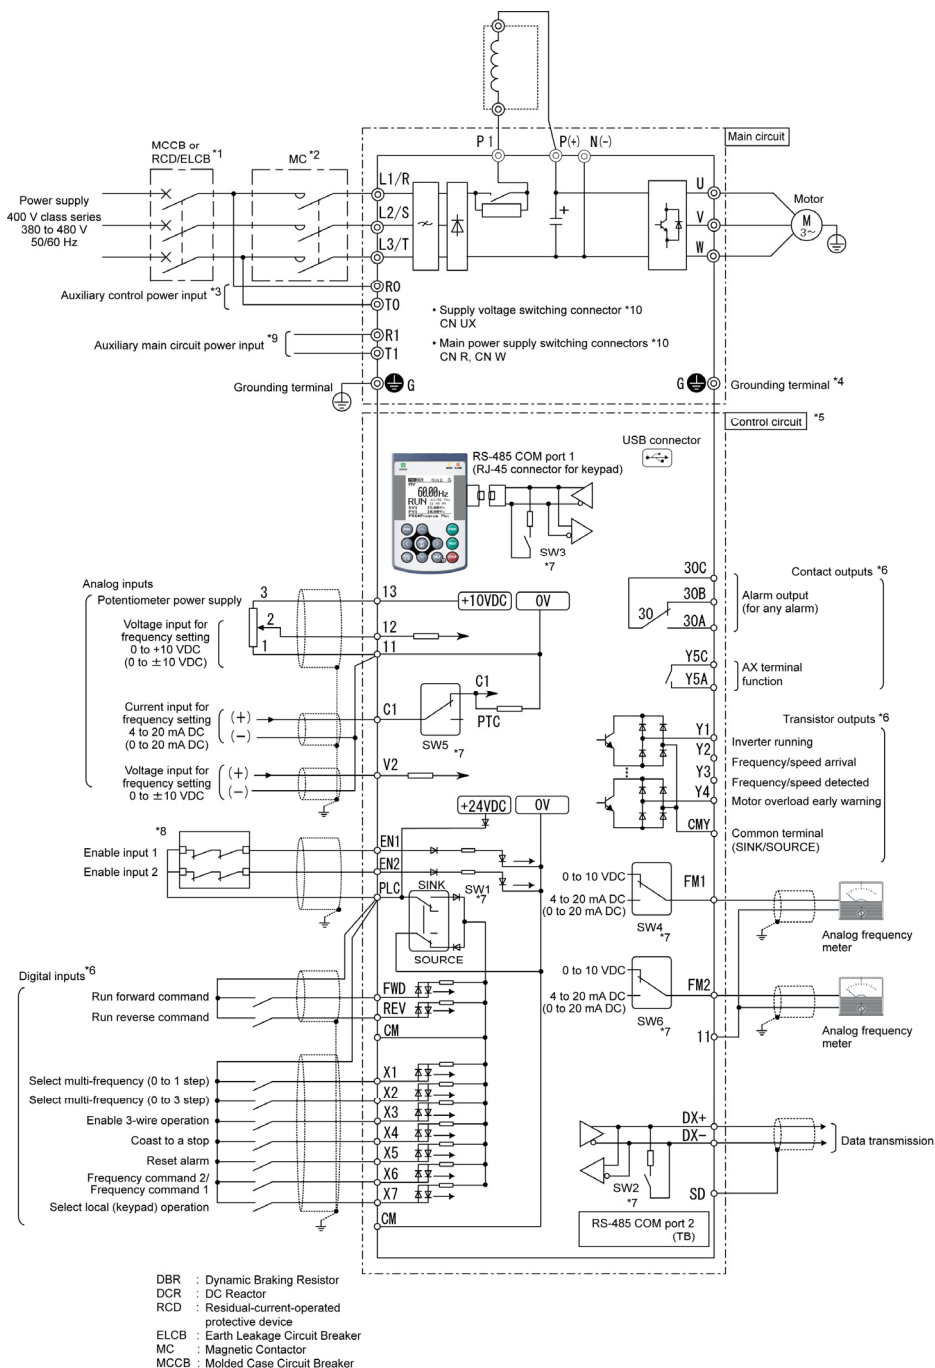 P1
P(+)
N(-)
Main circuit
MCCB or
RCD/ELCB *1
MC *2
L1/R
L2/S
L3/T
Power supply
400 V class series
380 to 480 V
50/60 Hz
U
V
W
Motor
M
3~
Auxiliary control power input *3
R0
T0
• Supply voltage switching connector *10
CN UX
• Main power supply switching connectors *10
CN R, CN W
Auxiliary main circuit power input *9
R1
T1
Grounding terminal
G
G
Grounding terminal *4
Control circuit *5
USB connector
RS-485 COM port 1
(RJ-45 connector for keypad)
60.00Hz
RUN
SW3
*7
Analog inputs
Potentiometer power supply
3
13
+10VDC
0V
Voltage input for
frequency setting
0 to +10 VDC
(0 to ±10 VDC)
2
12
1
11
Current input for
frequency setting
4 to 20 mA DC
(0 to 20 mA DC)
(+)
(-)
C1
C1
PTC
SW5
*7
Voltage input for
frequency setting
0 to ±10 VDC
(+)
(-)
V2
Contact outputs *6
30C
30B
30
30A
Alarm output
(for any alarm)
Y5C
Y5A
AX terminal
function
Transistor outputs *6
Y1
Inverter running
Y2
Frequency/speed arrival
Y3
Frequency/speed detected
Y4
Motor overload early warning
CMY
Common terminal
(SINK/SOURCE)
+24VDC
0V
*8
Enable input 1
EN1
Enable input 2
EN2
PLC
SINK
SW1
*7
SOURCE
0 to 10 VDC
4 to 20 mA DC
(0 to 20 mA DC)
SW4
*7
FM1
Analog frequency
meter
0 to 10 VDC
4 to 20 mA DC
(0 to 20 mA DC)
SW6
*7
FM2
11
Analog frequency
meter
Digital inputs *6
Run forward command
FWD
Run reverse command
REV
CM
Select multi-frequency (0 to 1 step)
X1
Select multi-frequency (0 to 3 step)
X2
Enable 3-wire operation
X3
Coast to a stop
X4
Reset alarm
X5
Frequency command 2/
Frequency command 1
X6
Select local (keypad) operation
X7
CM
DX+
DX-
Data transmission
SW2
*7
SD
RS-485 COM port 2
(TB)
DBR : Dynamic Braking Resistor
DCR : DC Reactor
RCD : Residual-current-operated
protective device
ELCB : Earth Leakage Circuit Breaker
MC : Magnetic Contactor
MCCB : Molded Case Circuit Breaker